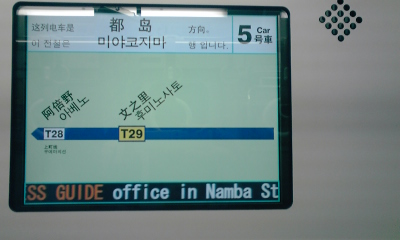 这列电车是 都 岛 方向。
이 전철은 미야코지마 행 입니다.
5 Car
号車
阿倍野
아베노
文之里
후미노사토
T28
T29
SS GUIDE office in Namba St